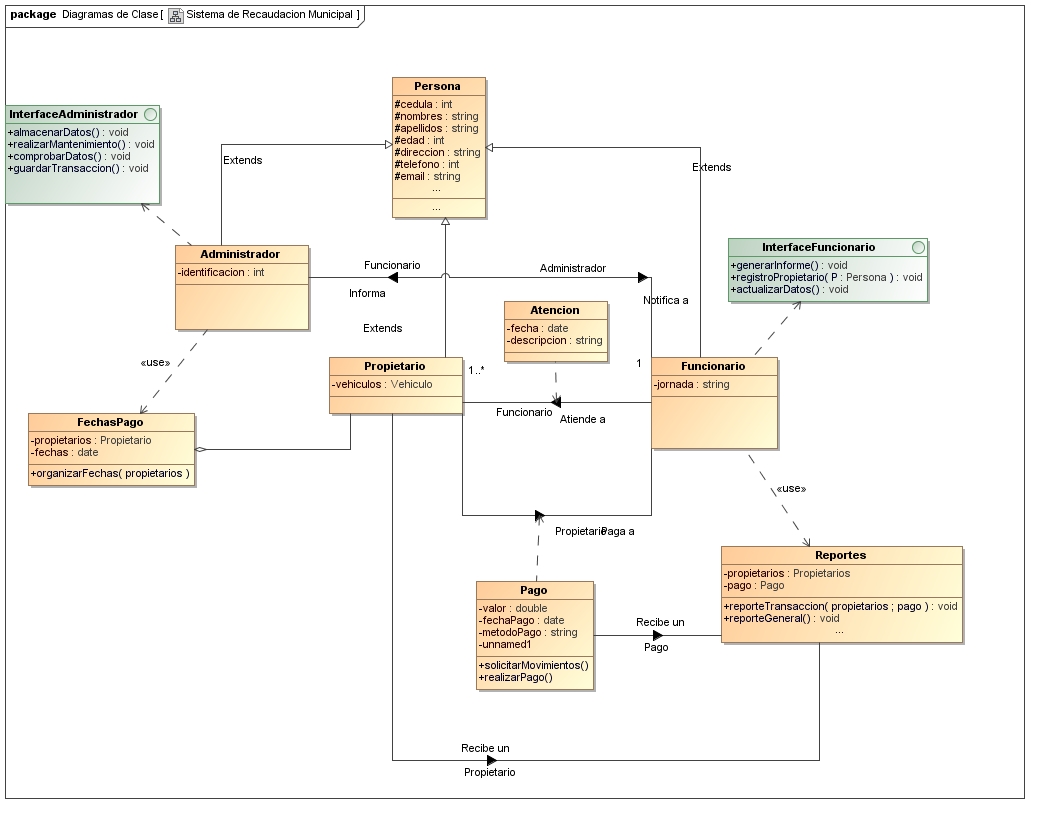 package Diagramas de Clase [ Sistema de Recaudacion Municipal ]
Persona
#cedula : int
#nombres : string
#apellidos : string
#edad : int
#direccion : string
#telefono : int
#email : string
...
...
InterfaceAdministrador
+almacenarDatos() : void
+realizarMantenimiento() : void
+comprobarDatos() : void
+guardarTransaccion() : void
Extends
Extends
Administrador
-identificacion : int
InterfaceFuncionario
+generarInforme() : void
+registroPropietario( P : Persona ) : void
+actualizarDatos() : void
Funcionario
Administrador
Informa
Notifica a
Atencion
-fecha : date
-descripcion : string
Extends
«use»
Propietario
-vehiculos : Vehiculo
1..*
1
Funcionario
-jornada : string
Funcionario
Atiende a
FechasPago
-propietarios : Propietario
-fechas : date
+organizarFechas( propietarios )
«use»
Propietario
Paga a
Reportes
-propietarios : Propietarios
-pago : Pago
+reporteTransaccion( propietarios ; pago ) : void
+reporteGeneral() : void
...
Pago
-valor : double
-fechaPago : date
-metodoPago : string
-unnamed1
+solicitarMovimientos()
+realizarPago()
Recibe un
Pago
Recibe un
Propietario